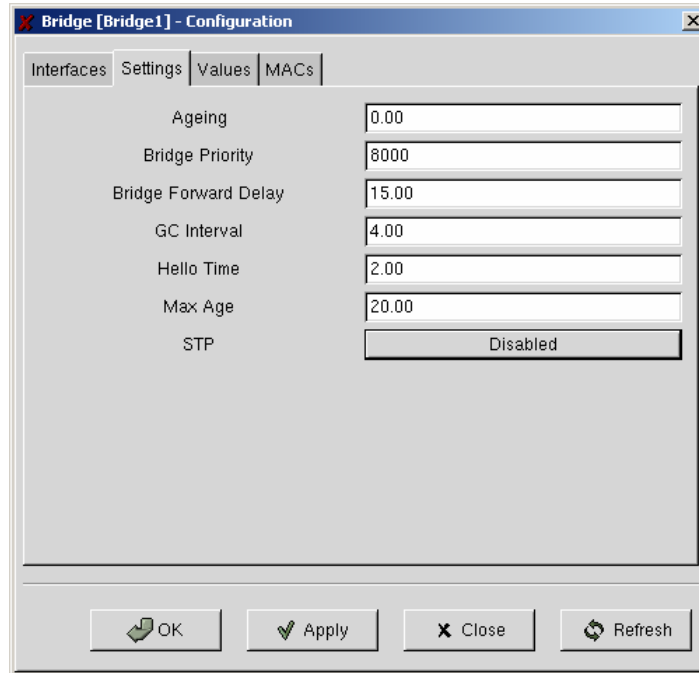 Bridge [Bridge1] - Configuration
Interfaces Settings Values MACs
Ageing 0.00
Bridge Priority 8000
Bridge Forward Delay 15.00
GC Interval 4.00
Hello Time 2.00
Max Age 20.00
STP Disabled
OK Apply Close Refresh